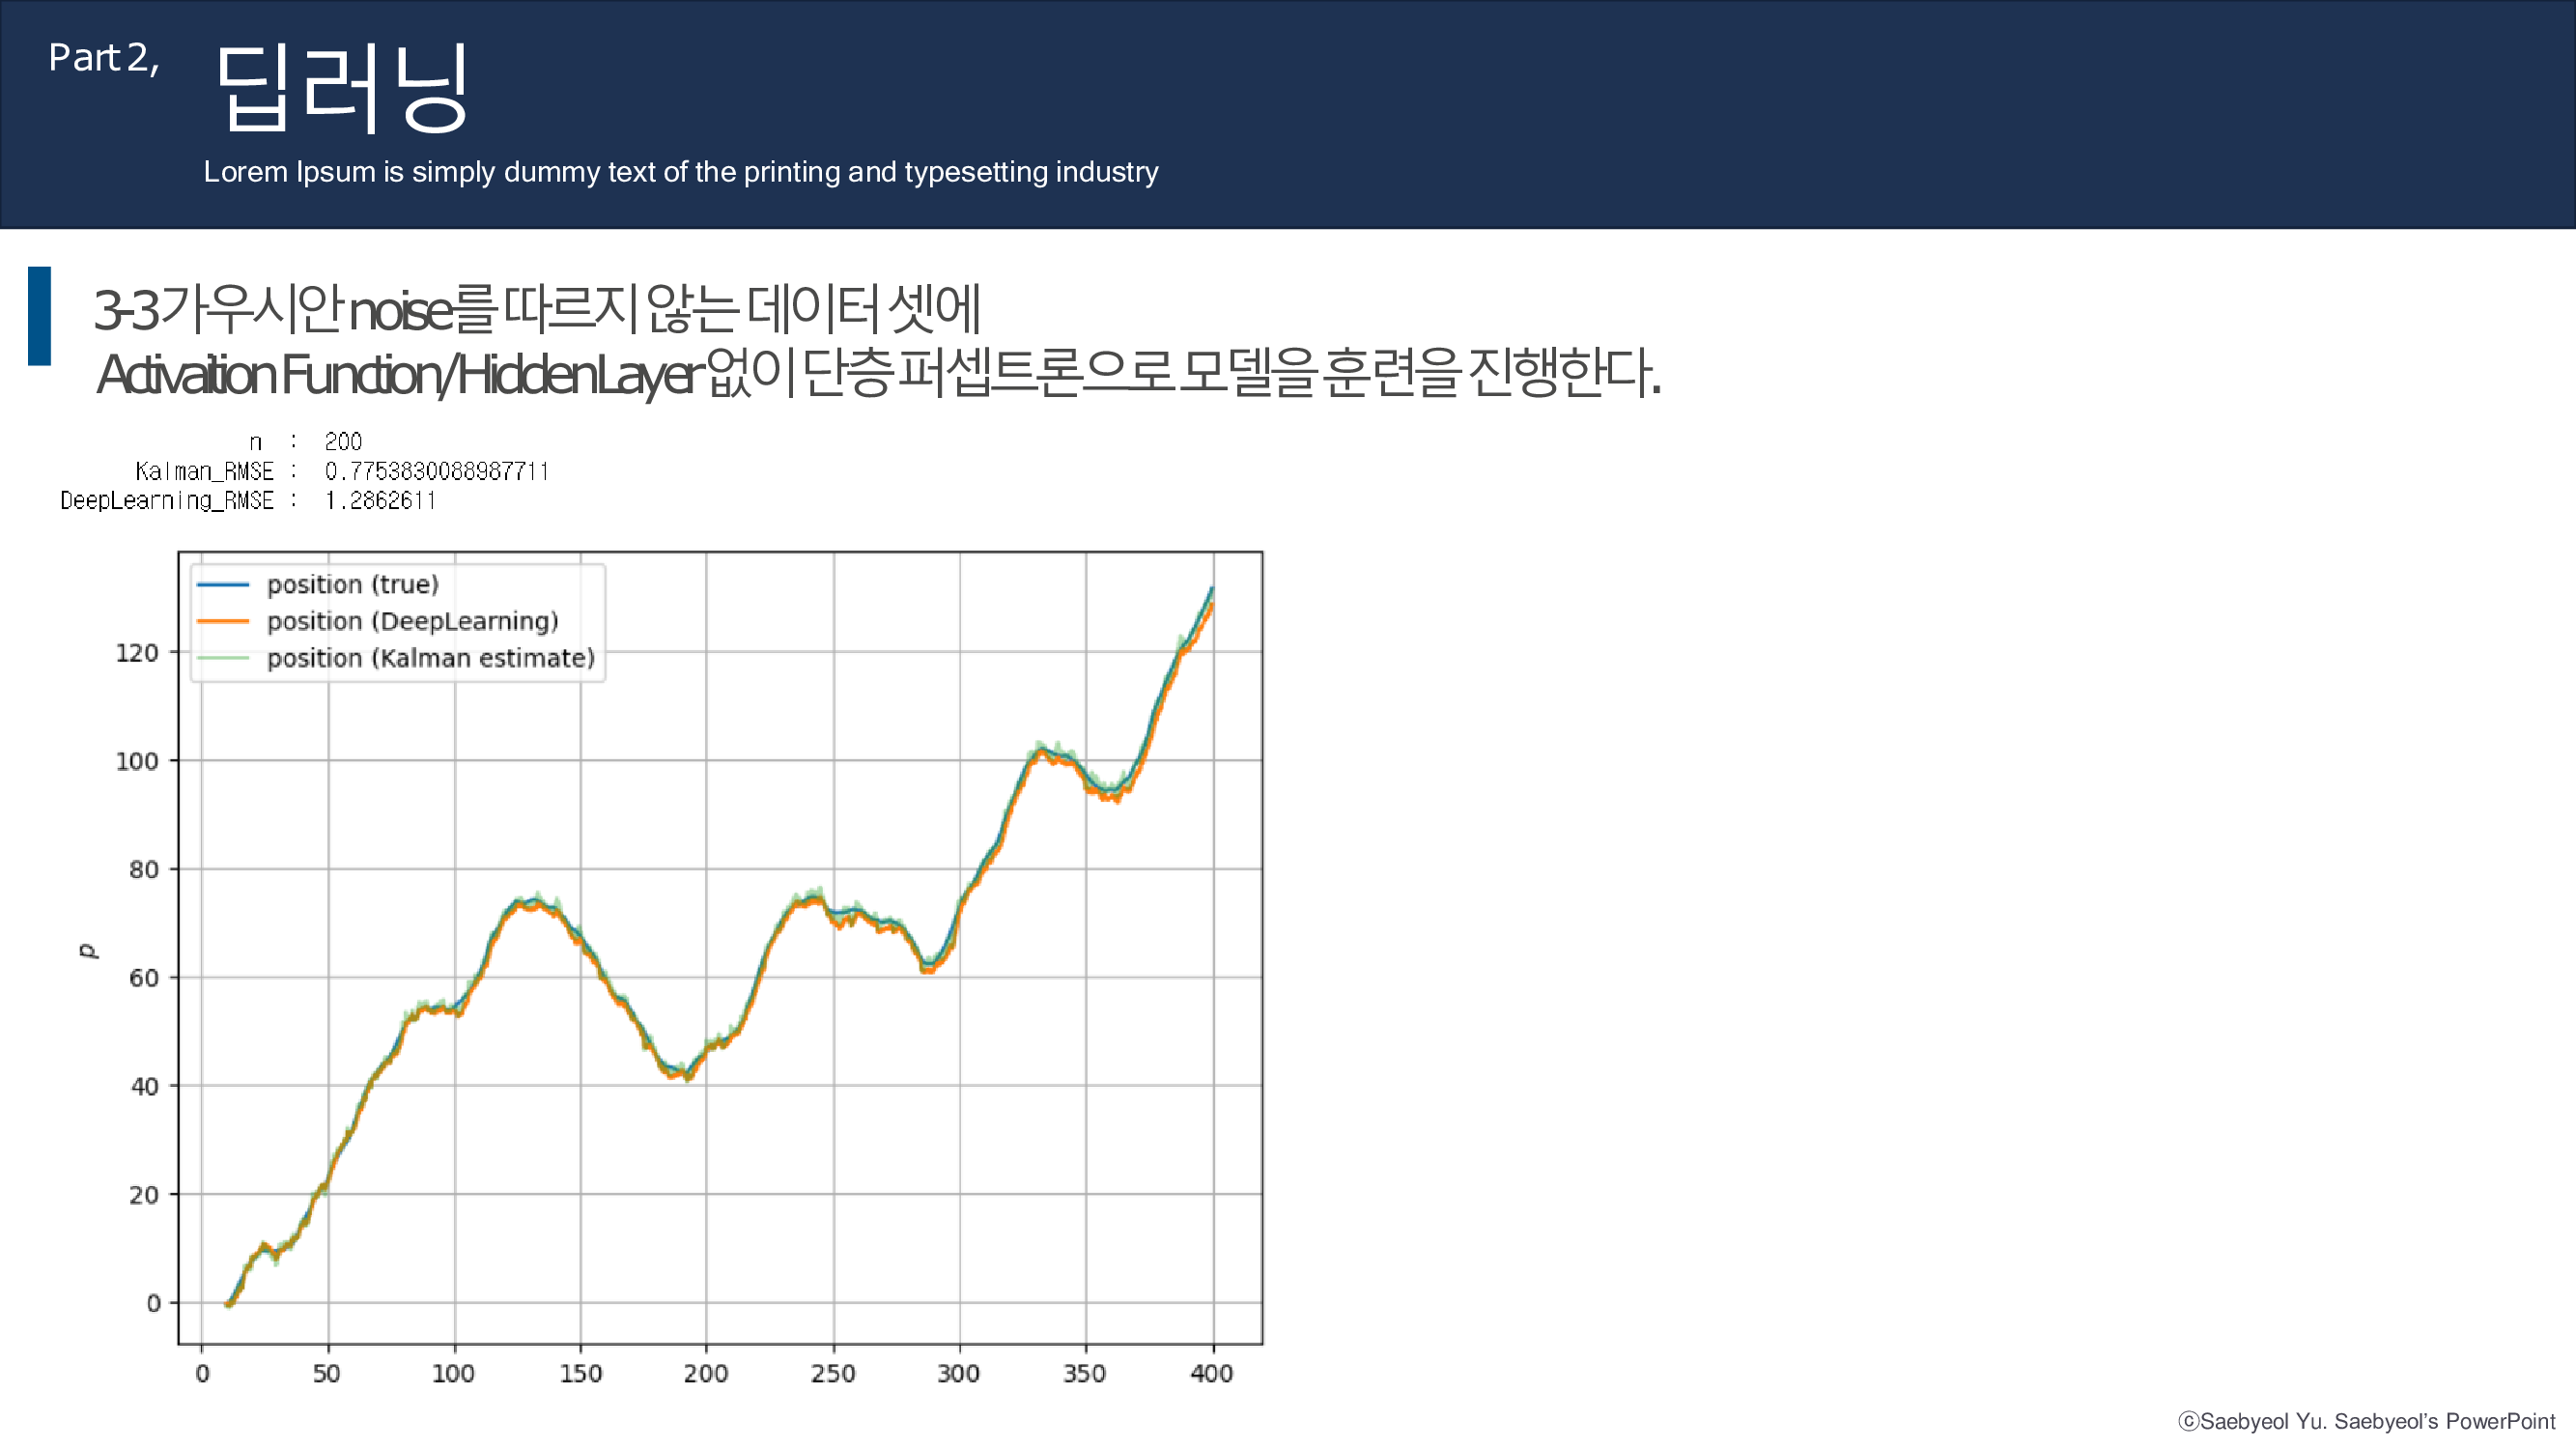 Part 2,
딥러닝
Lorem Ipsum is simply dummy text of the printing and typesetting industry
3-3 가우시안 noise를 따르지 않는 데이터 셋에
Activaition Function / Hidden Layer 없이 단층 퍼셉트론으로 모델을 훈련을 진행한다.
n : 200
Kalman_RMSE : 0.7753830088987711
DeepLearning_RMSE : 1.2862611
position (true)
position (DeepLearning)
position (Kalman estimate)
120
100
80
60
40
20
0
p
0 50 100 150 200 250 300 350 400
ⓒSaebyeol Yu. Saebyeol's PowerPoint